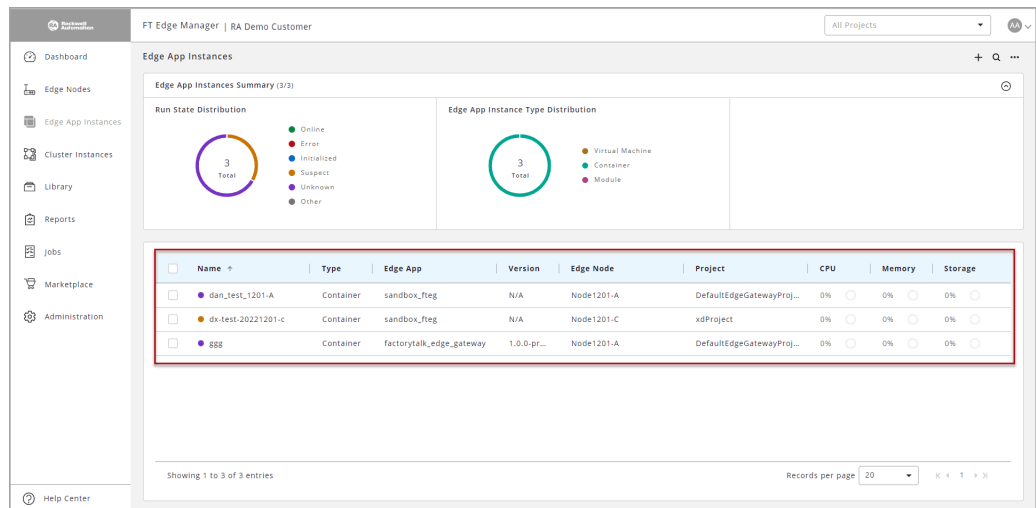 RA Rockwell Automation
FT Edge Manager | RA Demo Customer
All Projects
AA
Dashboard
Edge Nodes
Edge App Instances
Cluster Instances
Library
Reports
Jobs
Marketplace
Administration
Help Center
Edge App Instances
Edge App Instances Summary (3/3)
Run State Distribution
3
Total
Online
Error
Initialized
Suspect
Unknown
Other
Edge App Instance Type Distribution
3
Total
Virtual Machine
Container
Module
Name Type Edge App Version Edge Node Project CPU Memory Storage
dan_test_1201-A Container sandbox_fteg N/A Node1201-A DefaultEdgeGatewayProj... 0% 0% 0%
dx-test-20221201-c Container sandbox_fteg N/A Node1201-C xdProject 0% 0% 0%
ggg Container factorytalk_edge_gateway 1.0.0-pr... Node1201-A DefaultEdgeGatewayProj... 0% 0% 0%
Showing 1 to 3 of 3 entries
Records per page 20 1